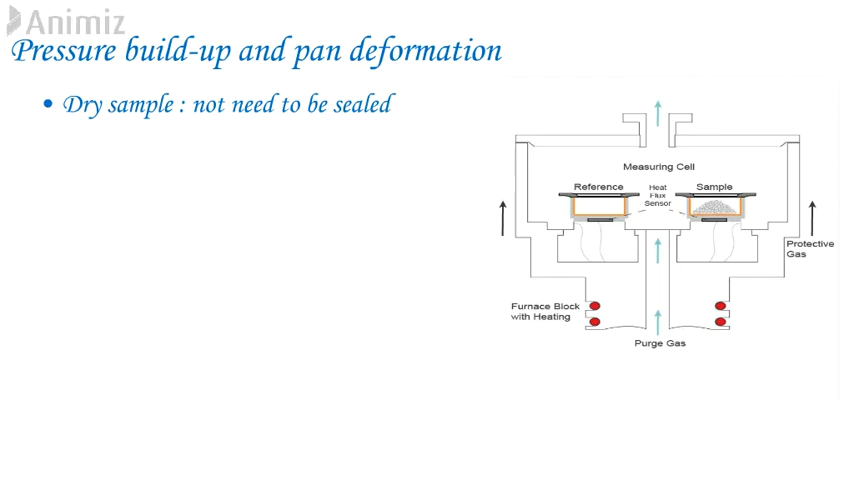 Animiz
Pressure build-up and pan deformation
• Dry sample : not need to be sealed
Measuring Cell
Reference
Heat
Flux
Sensor
Sample
Protective
Gas
Furnace Block
with Heating
Purge Gas